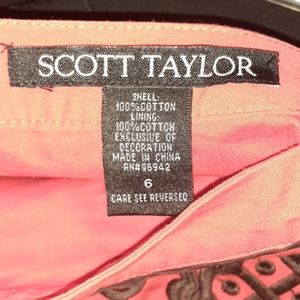 SCOTT TAYLOR
SHELL:
100%COTTON
LINING:
100%COTTON
EXCLUSIVE OF
DECORATION
MADE IN CHINA
RN#96942
6
CARE SEE REVERSED